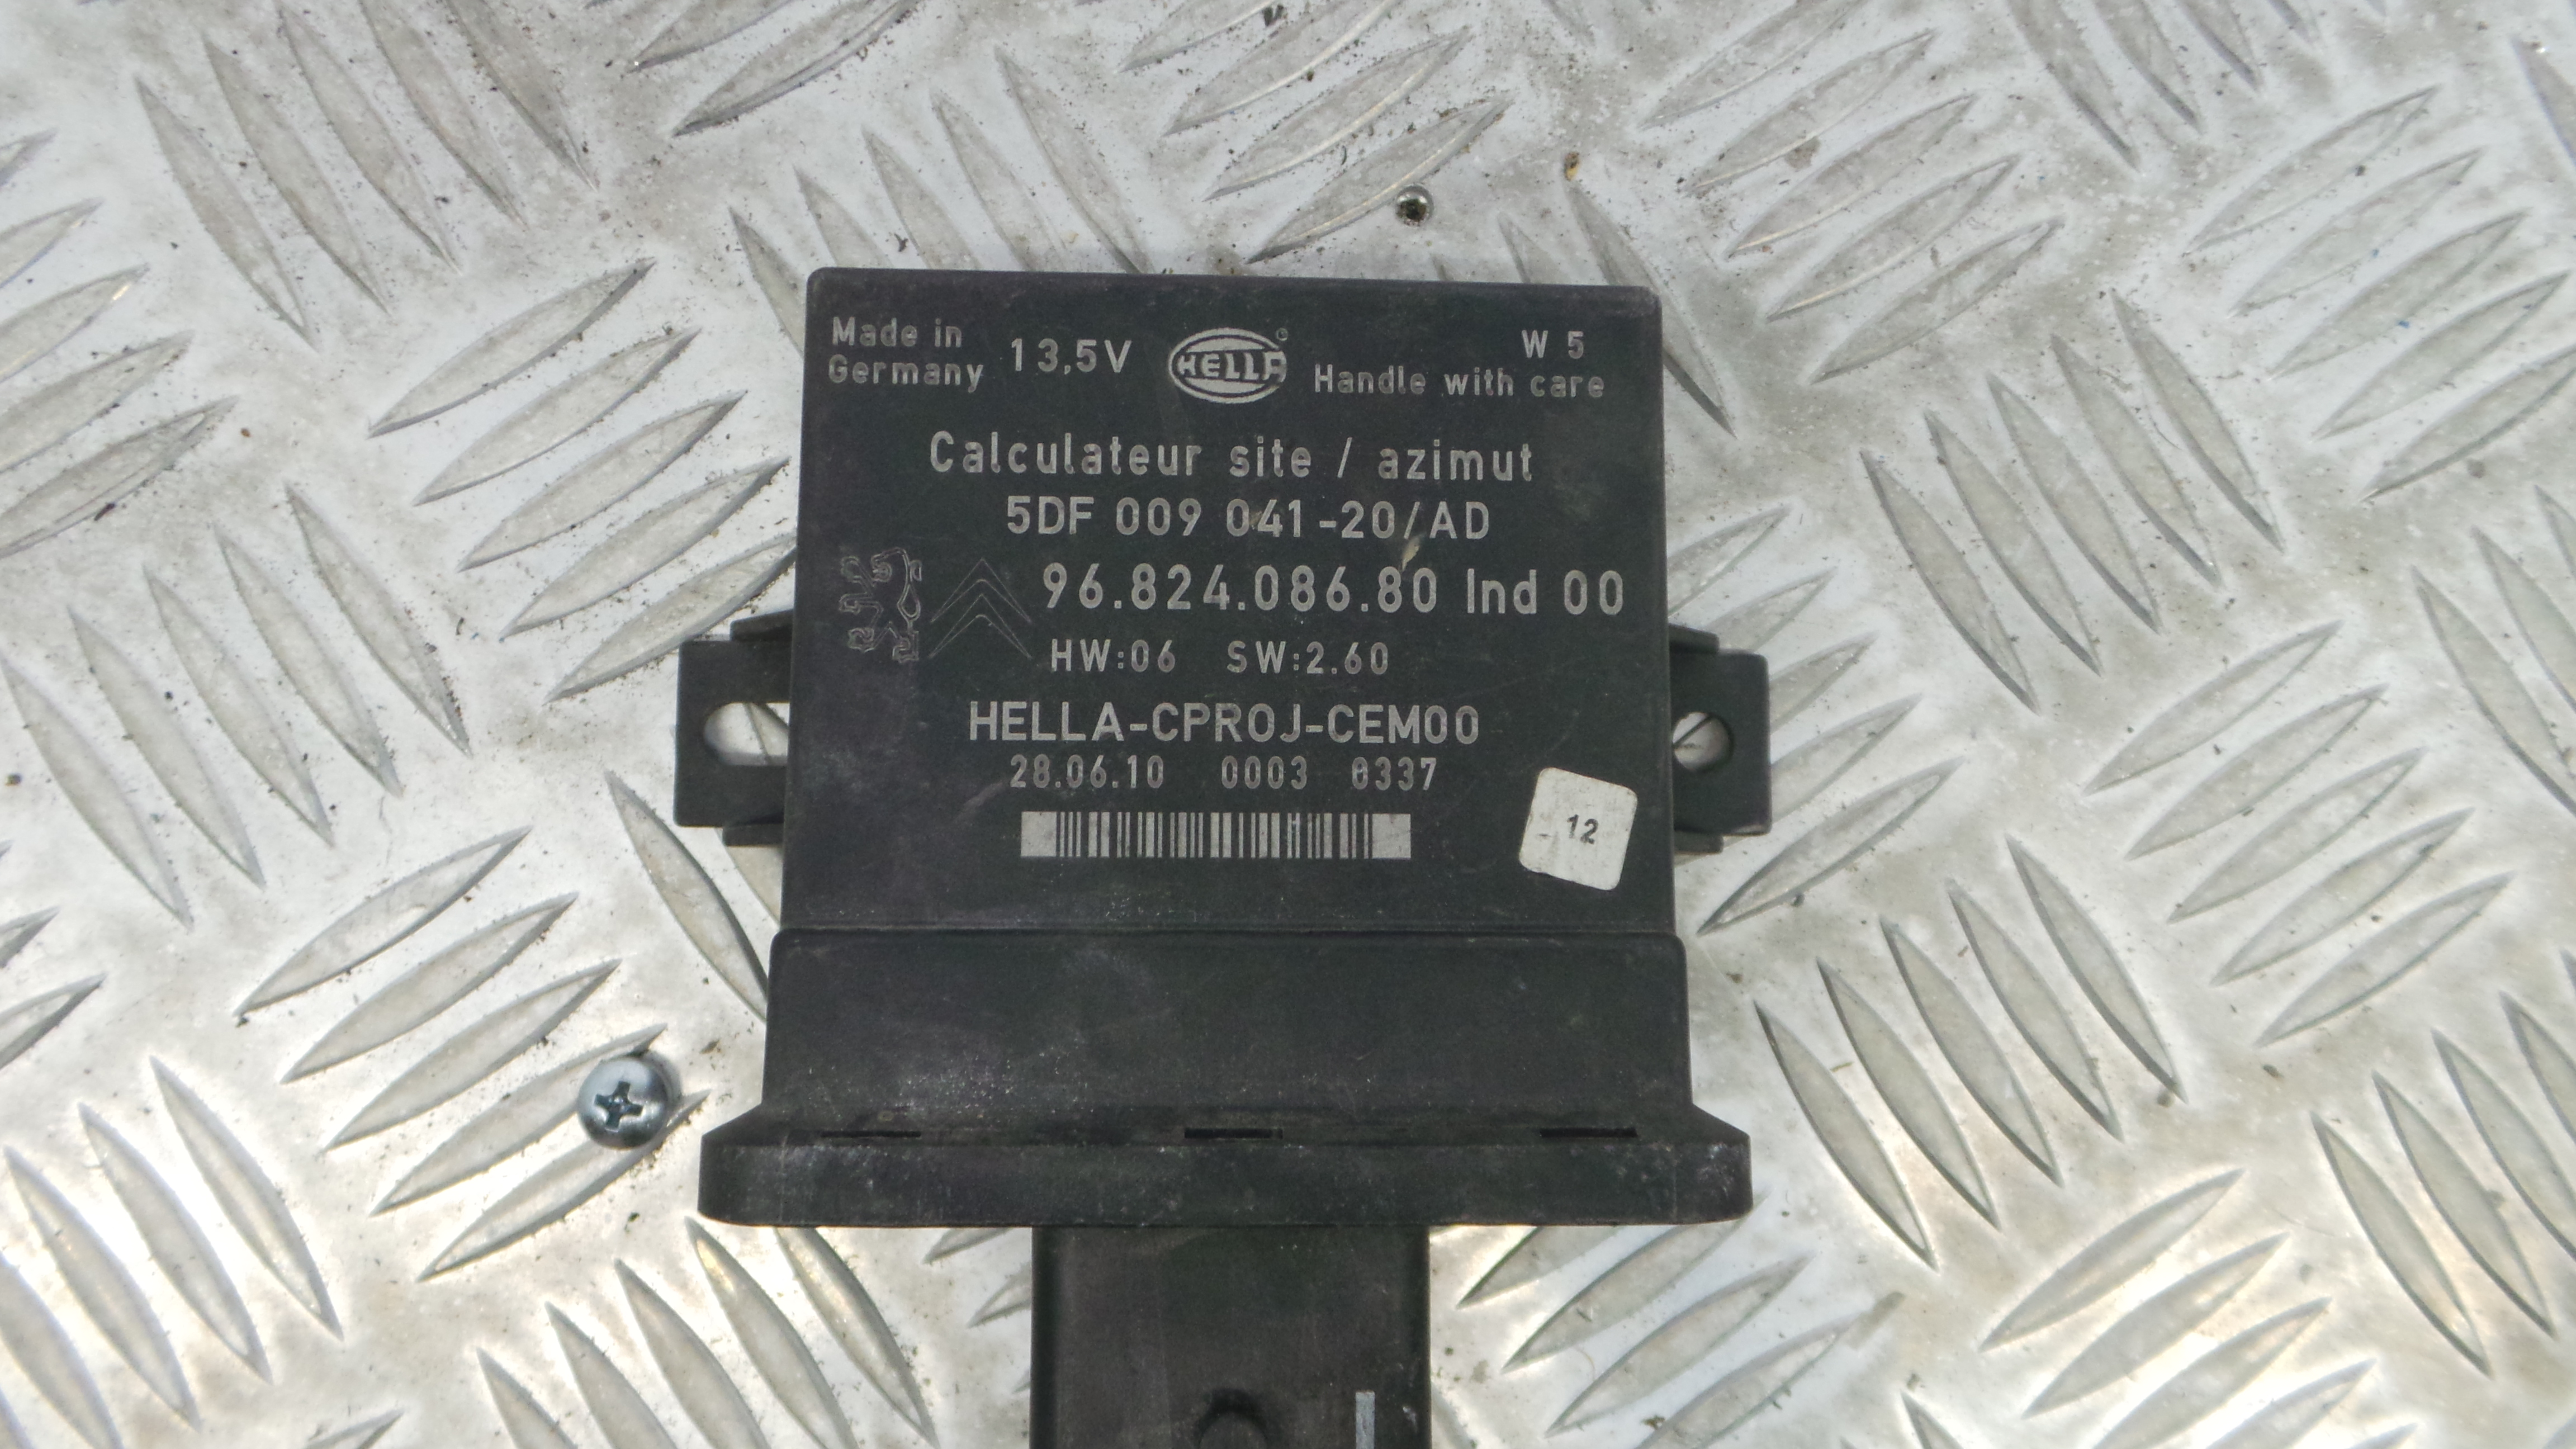 Made in
Germany
13,5V
HELLA
W 5
Handle with care
Calculateur site / azimut
5DF 009 041-20/AD
96.824.086.80 Ind 00
HW:06 SW:2.60
HELLA-CPROJ-CEM00
28.06.10 0003 0337
12